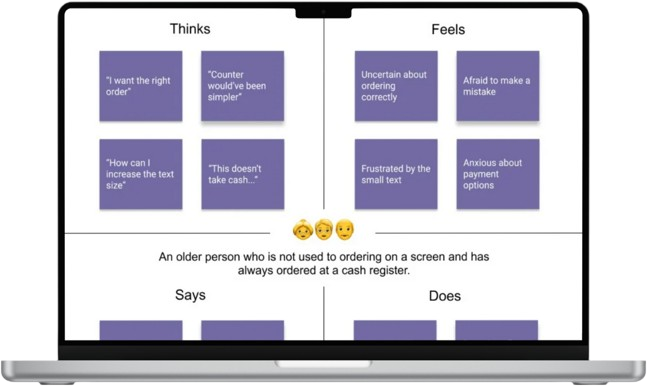 Thinks
Feels
"I want the right
order"
"Counter
would've been
simpler"
Uncertain about
ordering
correctly
Afraid to make a
mistake
"How can I
increase the text
size"
"This doesn't
take cash..."
Frustrated by the
small text
Anxious about
payment
options
An older person who is not used to ordering on a screen and has
always ordered at a cash register.
Says
Does